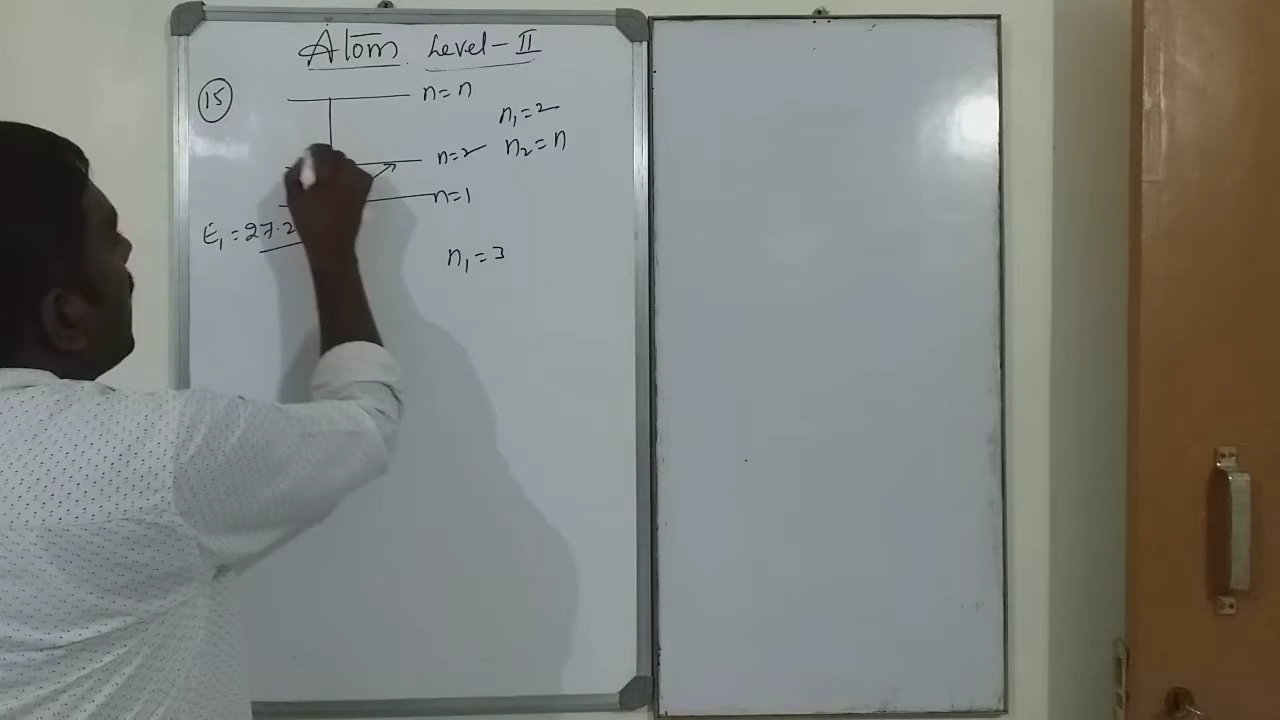 Atom Level-II
15
n=n
n₁=2
n=2
n₂=n
n=1
E₁=27.2
n₁=3